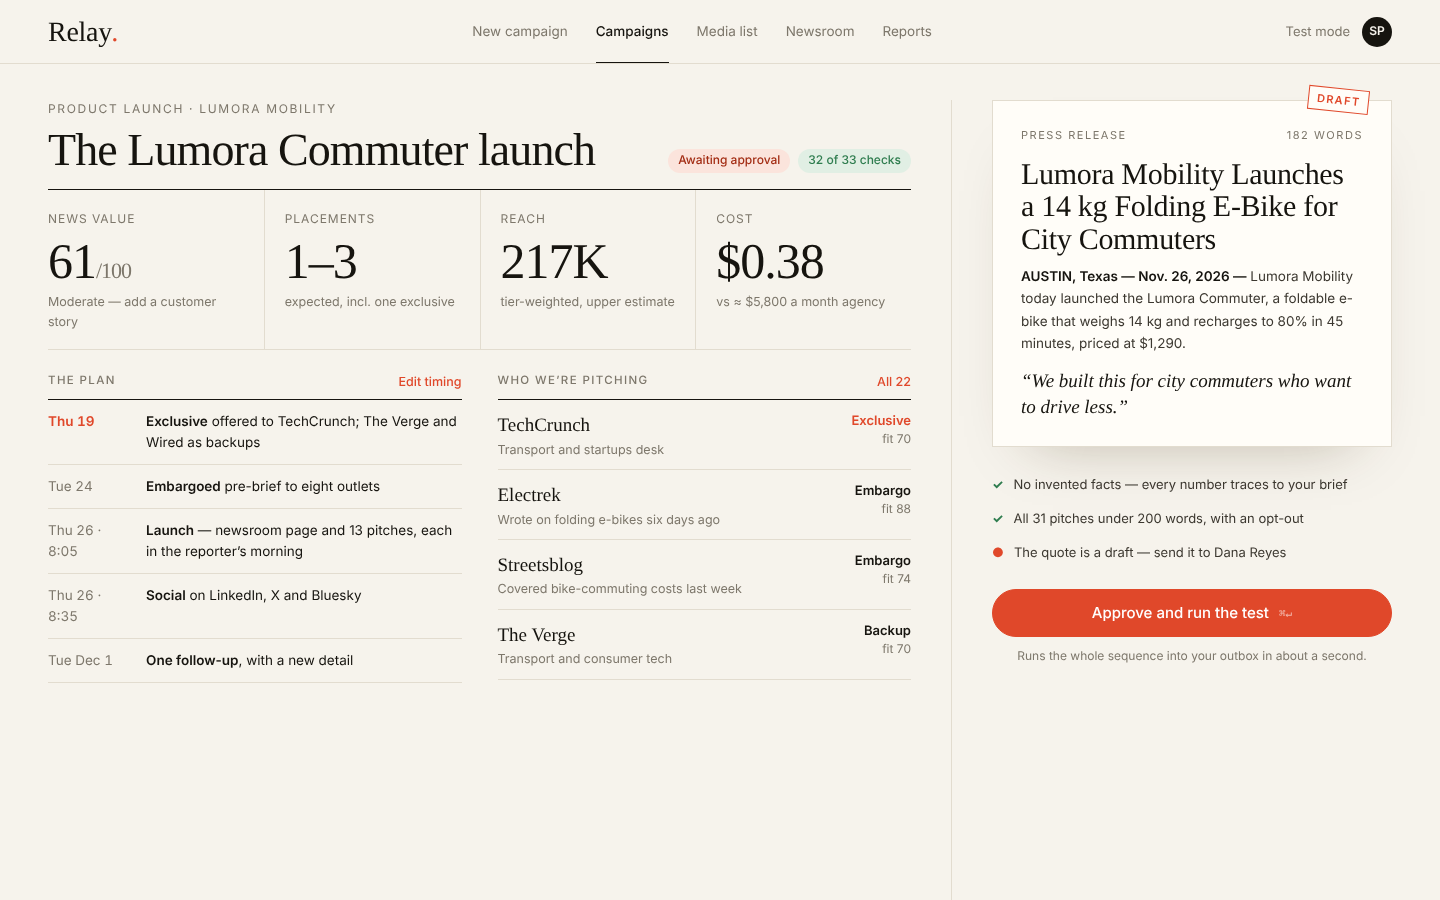 Relay.
New campaign
Campaigns
Media list
Newsroom
Reports
Test mode
SP
PRODUCT LAUNCH · LUMORA MOBILITY
The Lumora Commuter launch
Awaiting approval
32 of 33 checks
NEWS VALUE
61/100
Moderate — add a customer
story
PLACEMENTS
1–3
expected, incl. one exclusive
REACH
217K
tier-weighted, upper estimate
COST
$0.38
vs ≈ $5,800 a month agency
THE PLAN
Edit timing
Thu 19
Exclusive offered to TechCrunch; The Verge and
Wired as backups
Tue 24
Embargoed pre-brief to eight outlets
Thu 26 ·
8:05
Launch — newsroom page and 13 pitches, each
in the reporter’s morning
Thu 26 ·
8:35
Social on LinkedIn, X and Bluesky
Tue Dec 1
One follow-up, with a new detail
WHO WE’RE PITCHING
All 22
TechCrunch
Exclusive
Transport and startups desk
fit 70
Electrek
Embargo
Wrote on folding e-bikes six days ago
fit 88
Streetsblog
Embargo
Covered bike-commuting costs last week
fit 74
The Verge
Backup
Transport and consumer tech
fit 70
DRAFT
PRESS RELEASE
182 WORDS
Lumora Mobility Launches
a 14 kg Folding E-Bike for
City Commuters
AUSTIN, Texas — Nov. 26, 2026 — Lumora Mobility
today launched the Lumora Commuter, a foldable e-
bike that weighs 14 kg and recharges to 80% in 45
minutes, priced at $1,290.
“We built this for city commuters who want
to drive less.”
No invented facts — every number traces to your brief
All 31 pitches under 200 words, with an opt-out
The quote is a draft — send it to Dana Reyes
Approve and run the test ⌘↵
Runs the whole sequence into your outbox in about a second.